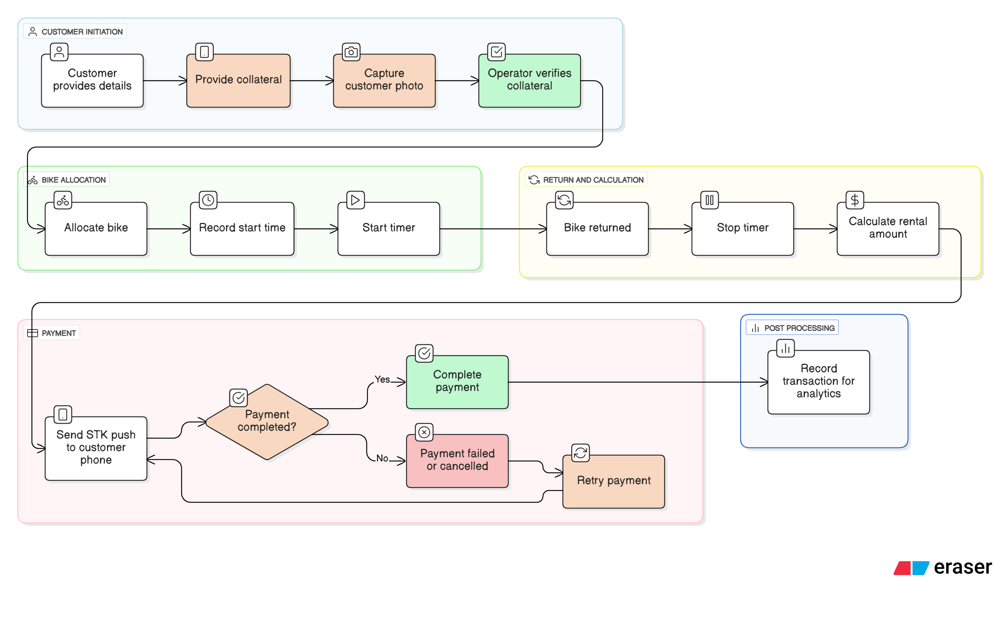 CUSTOMER INITIATION
Customer
provides details
Provide collateral
Capture
customer photo
Operator verifies
collateral
BIKE ALLOCATION
Allocate bike
Record start time
Start timer
RETURN AND CALCULATION
Bike returned
Stop timer
Calculate rental
amount
PAYMENT
Send STK push
to customer
phone
Payment
completed?
Yes
Complete
payment
No
Payment failed
or cancelled
Retry payment
POST PROCESSING
Record
transaction for
analytics
eraser